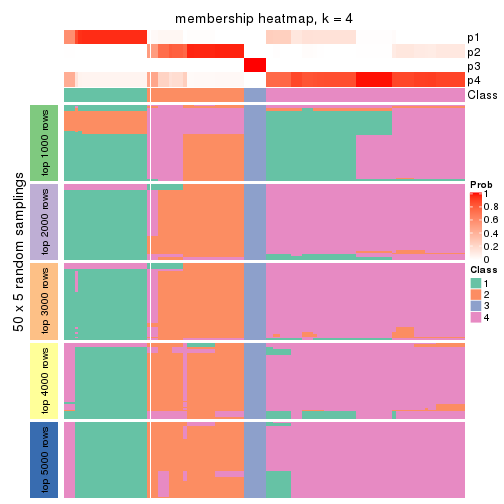 membership heatmap, k = 4
p1
p2
p3
p4
Class
50 x 5 random samplings
top 1000 rows
top 2000 rows
top 3000 rows
top 4000 rows
top 5000 rows
Prob
1
0.8
0.6
0.4
0.2
0
Class
1
2
3
4